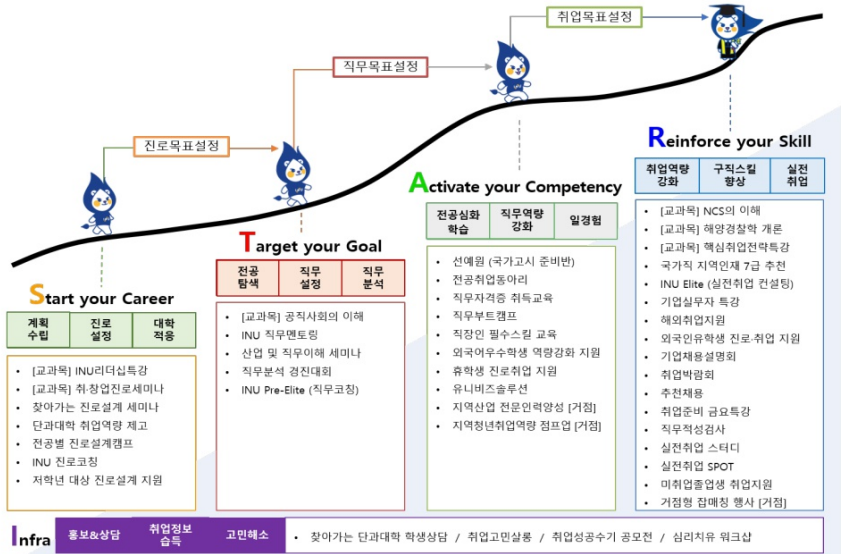 취업목표설정
직무목표설정
진로목표설정
Start your Career
계획 수립
진로 설정
대학 적응
• [교과목] INU리더십특강
• [교과목] 취·창업진로세미나
• 찾아가는 진로설계 세미나
• 단과대학 취업역량 제고
• 전공별 진로설계캠프
• INU 진로코칭
• 저학년 대상 진로설계 지원
Target your Goal
전공 탐색
직무 설정
직무 분석
• [교과목] 공직사회의 이해
• INU 직무멘토링
• 산업 및 직무이해 세미나
• 직무분석 경진대회
• INU Pre-Elite (직무코칭)
Activate your Competency
전공심화 학습
직무역량 강화
일경험
• 선예원 (국가고시 준비반)
• 전공취업동아리
• 직무자격증 취득교육
• 직무부트캠프
• 직장인 필수스킬 교육
• 외국어우수학생 역량강화 지원
• 휴학생 진로취업 지원
• 유니비즈솔루션
• 지역산업 전문인력양성 [거점]
• 지역청년취업역량 점프업 [거점]
Reinforce your Skill
취업역량 강화
구직스킬 향상
실전 취업
• [교과목] NCS의 이해
• [교과목] 해양경찰학 개론
• [교과목] 핵심취업전략특강
• 국가직 지역인재 7급 추천
• INU Elite (실전취업 컨설팅)
• 기업실무자 특강
• 해외취업지원
• 외국인유학생 진로·취업 지원
• 기업채용설명회
• 취업박람회
• 추천채용
• 취업준비 금요특강
• 직무적성검사
• 실전취업 스터디
• 실전취업 SPOT
• 미취업졸업생 취업지원
• 거점형 잡매칭 행사 [거점]
Infra
홍보&상담
취업정보 습득
고민해소
• 찾아가는 단과대학 학생상담 / 취업고민살롱 / 취업성공수기 공모전 / 심리치유 워크샵